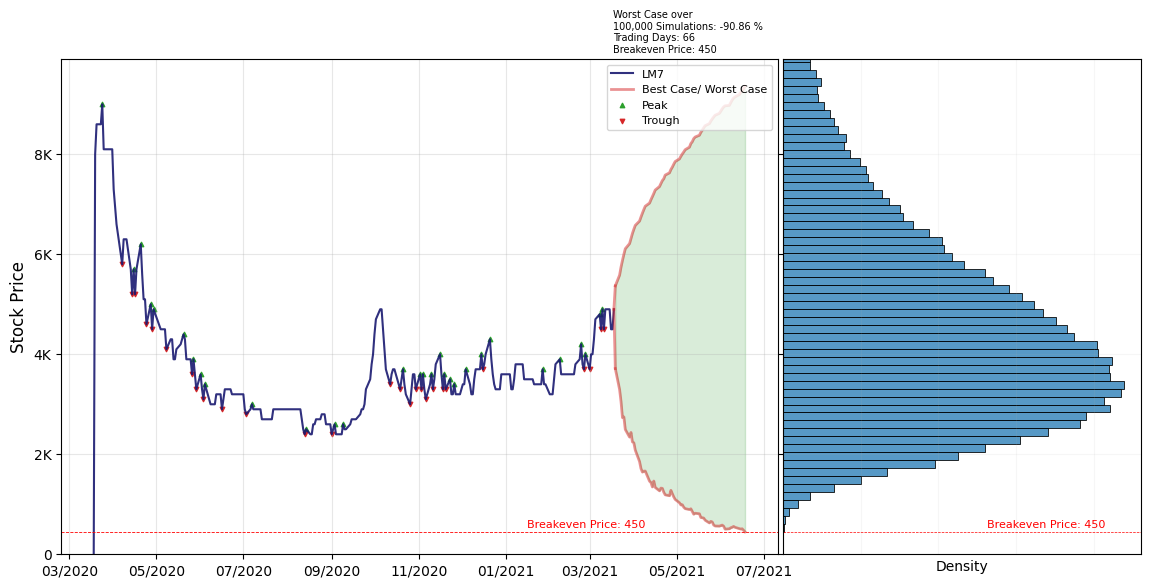 Worst Case over
100,000 Simulations: -90.86 %
Trading Days: 66
Breakeven Price: 450
LM7
Best Case/ Worst Case
Peak
Trough
Stock Price
8K
6K
4K
2K
0
Breakeven Price: 450
Breakeven Price: 450
03/2020 05/2020 07/2020 09/2020 11/2020 01/2021 03/2021 05/2021 07/2021
Density